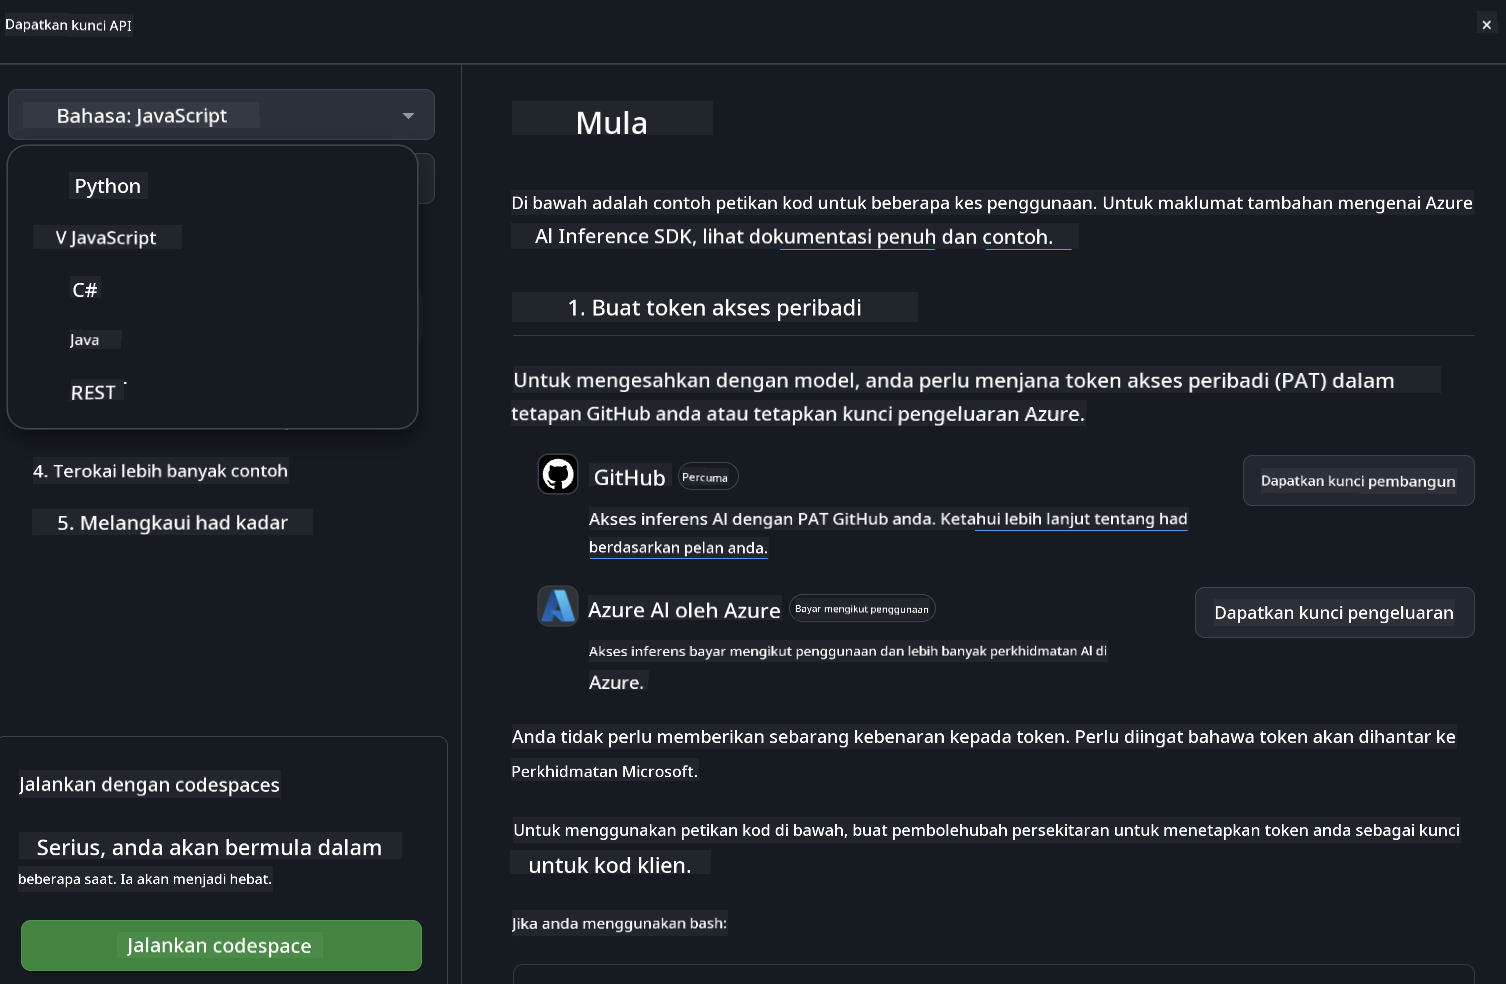 Dapatkan kunci API
×
Bahasa: JavaScript
Python
V JavaScript
C#
Java
REST
4. Terokai lebih banyak contoh
5. Melangkaui had kadar
Jalankan dengan codespaces
Serius, anda akan bermula dalam
beberapa saat. Ia akan menjadi hebat.
Jalankan codespace
Mula
Di bawah adalah contoh petikan kod untuk beberapa kes penggunaan. Untuk maklumat tambahan mengenai Azure
Al Inference SDK, lihat dokumentasi penuh dan contoh.
1. Buat token akses peribadi
Untuk mengesahkan dengan model, anda perlu menjana token akses peribadi (PAT) dalam
tetapan GitHub anda atau tetapkan kunci pengeluaran Azure.
GitHub Percuma
Dapatkan kunci pembangun
Akses inferens Al dengan PAT GitHub anda. Ketahui lebih lanjut tentang had
berdasarkan pelan anda.
Azure Al oleh Azure Bayar mengikut penggunaan
Dapatkan kunci pengeluaran
Akses inferens bayar mengikut penggunaan dan lebih banyak perkhidmatan Al di
Azure.
Anda tidak perlu memberikan sebarang kebenaran kepada token. Perlu diingat bahawa token akan dihantar ke
Perkhidmatan Microsoft.
Untuk menggunakan petikan kod di bawah, buat pembolehubah persekitaran untuk menetapkan token anda sebagai kunci
untuk kod klien.
Jika anda menggunakan bash: